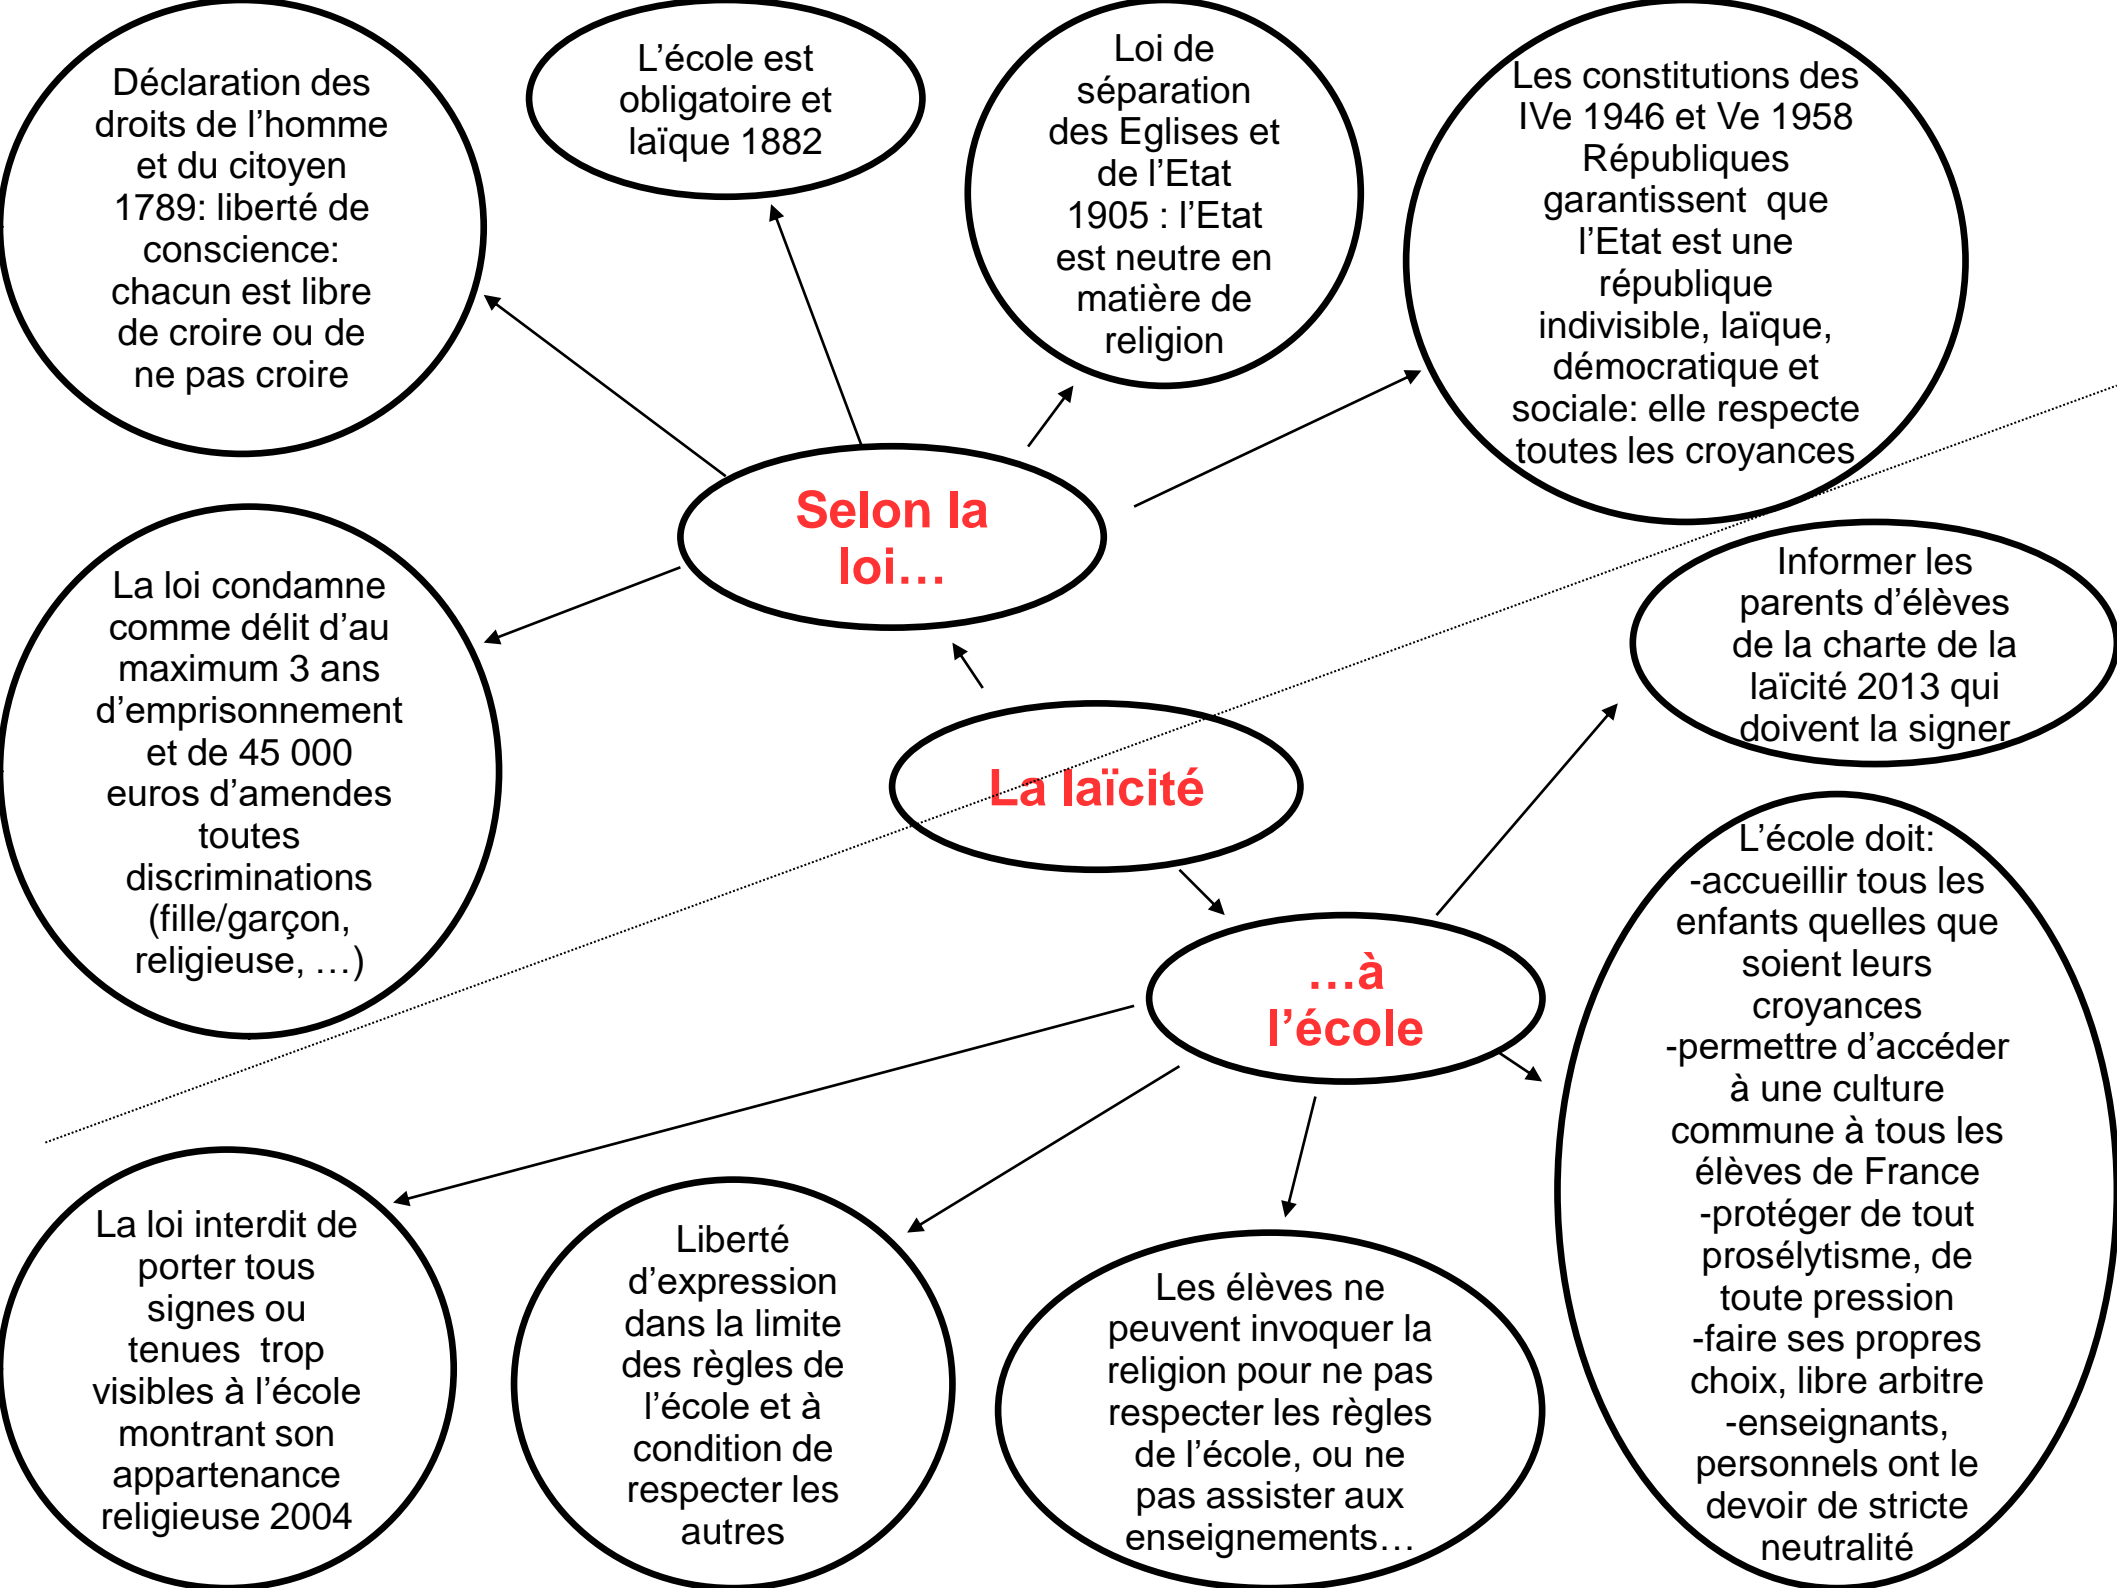 Déclaration des
droits de l’homme
et du citoyen
1789: liberté de
conscience:
chacun est libre
de croire ou de
ne pas croire
L’école est
obligatoire et
laïque 1882
Loi de
séparation
des Eglises et
de l’Etat
1905 : l’Etat
est neutre en
matière de
religion
Les constitutions des
IVe 1946 et Ve 1958
Républiques
garantissent  que
l’Etat est une
république
indivisible, laïque,
démocratique et
sociale: elle respecte
toutes les croyances
Selon la
loi…
La loi condamne
comme délit d’au
maximum 3 ans
d’emprisonnement
et de 45 000
euros d’amendes
toutes
discriminations
(fille/garçon,
religieuse, …)
La laïcité
Informer les
parents d’élèves
de la charte de la
laïcité 2013 qui
doivent la signer
…à
l’école
L’école doit:
-accueillir tous les
enfants quelles que
soient leurs
croyances
-permettre d’accéder
à une culture
commune à tous les
élèves de France
-protéger de tout
prosélytisme, de
toute pression
-faire ses propres
choix, libre arbitre
-enseignants,
personnels ont le
devoir de stricte
neutralité
La loi interdit de
porter tous
signes ou
tenues  trop
visibles à l’école
montrant son
appartenance
religieuse 2004
Liberté
d’expression
dans la limite
des règles de
l’école et à
condition de
respecter les
autres
Les élèves ne
peuvent invoquer la
religion pour ne pas
respecter les règles
de l’école, ou ne
pas assister aux
enseignements…